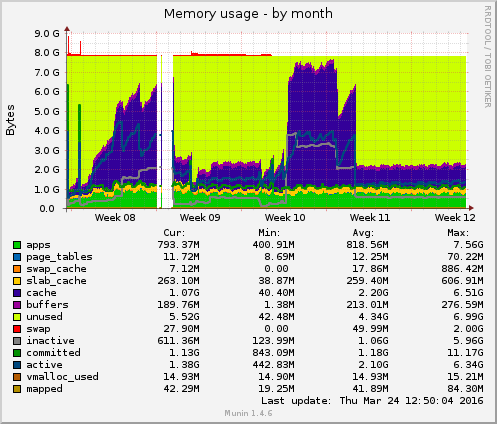 Memory usage - by month
RRDTOOL / TOBI OETIKER
Bytes
9.0 G
8.0 G
7.0 G
6.0 G
5.0 G
4.0 G
3.0 G
2.0 G
1.0 G
0.0
Week 08 Week 09 Week 10 Week 11 Week 12
Cur: Min: Avg: Max:
apps 793.37M 400.91M 818.56M 7.56G
page_tables 11.72M 8.69M 12.25M 70.22M
swap_cache 7.12M 0.00 17.86M 886.42M
slab_cache 263.10M 38.87M 259.40M 606.91M
cache 1.07G 40.40M 2.20G 6.51G
buffers 189.76M 1.38M 213.01M 276.59M
unused 5.52G 42.48M 4.34G 6.99G
swap 27.90M 0.00 49.99M 2.00G
inactive 611.36M 123.99M 1.06G 5.96G
committed 1.13G 843.09M 1.18G 11.17G
active 1.38G 442.83M 2.10G 6.34G
vmalloc_used 14.93M 14.90M 14.93M 15.21M
mapped 42.29M 19.25M 41.89M 84.30M
Last update: Thu Mar 24 12:50:04 2016
Munin 1.4.6